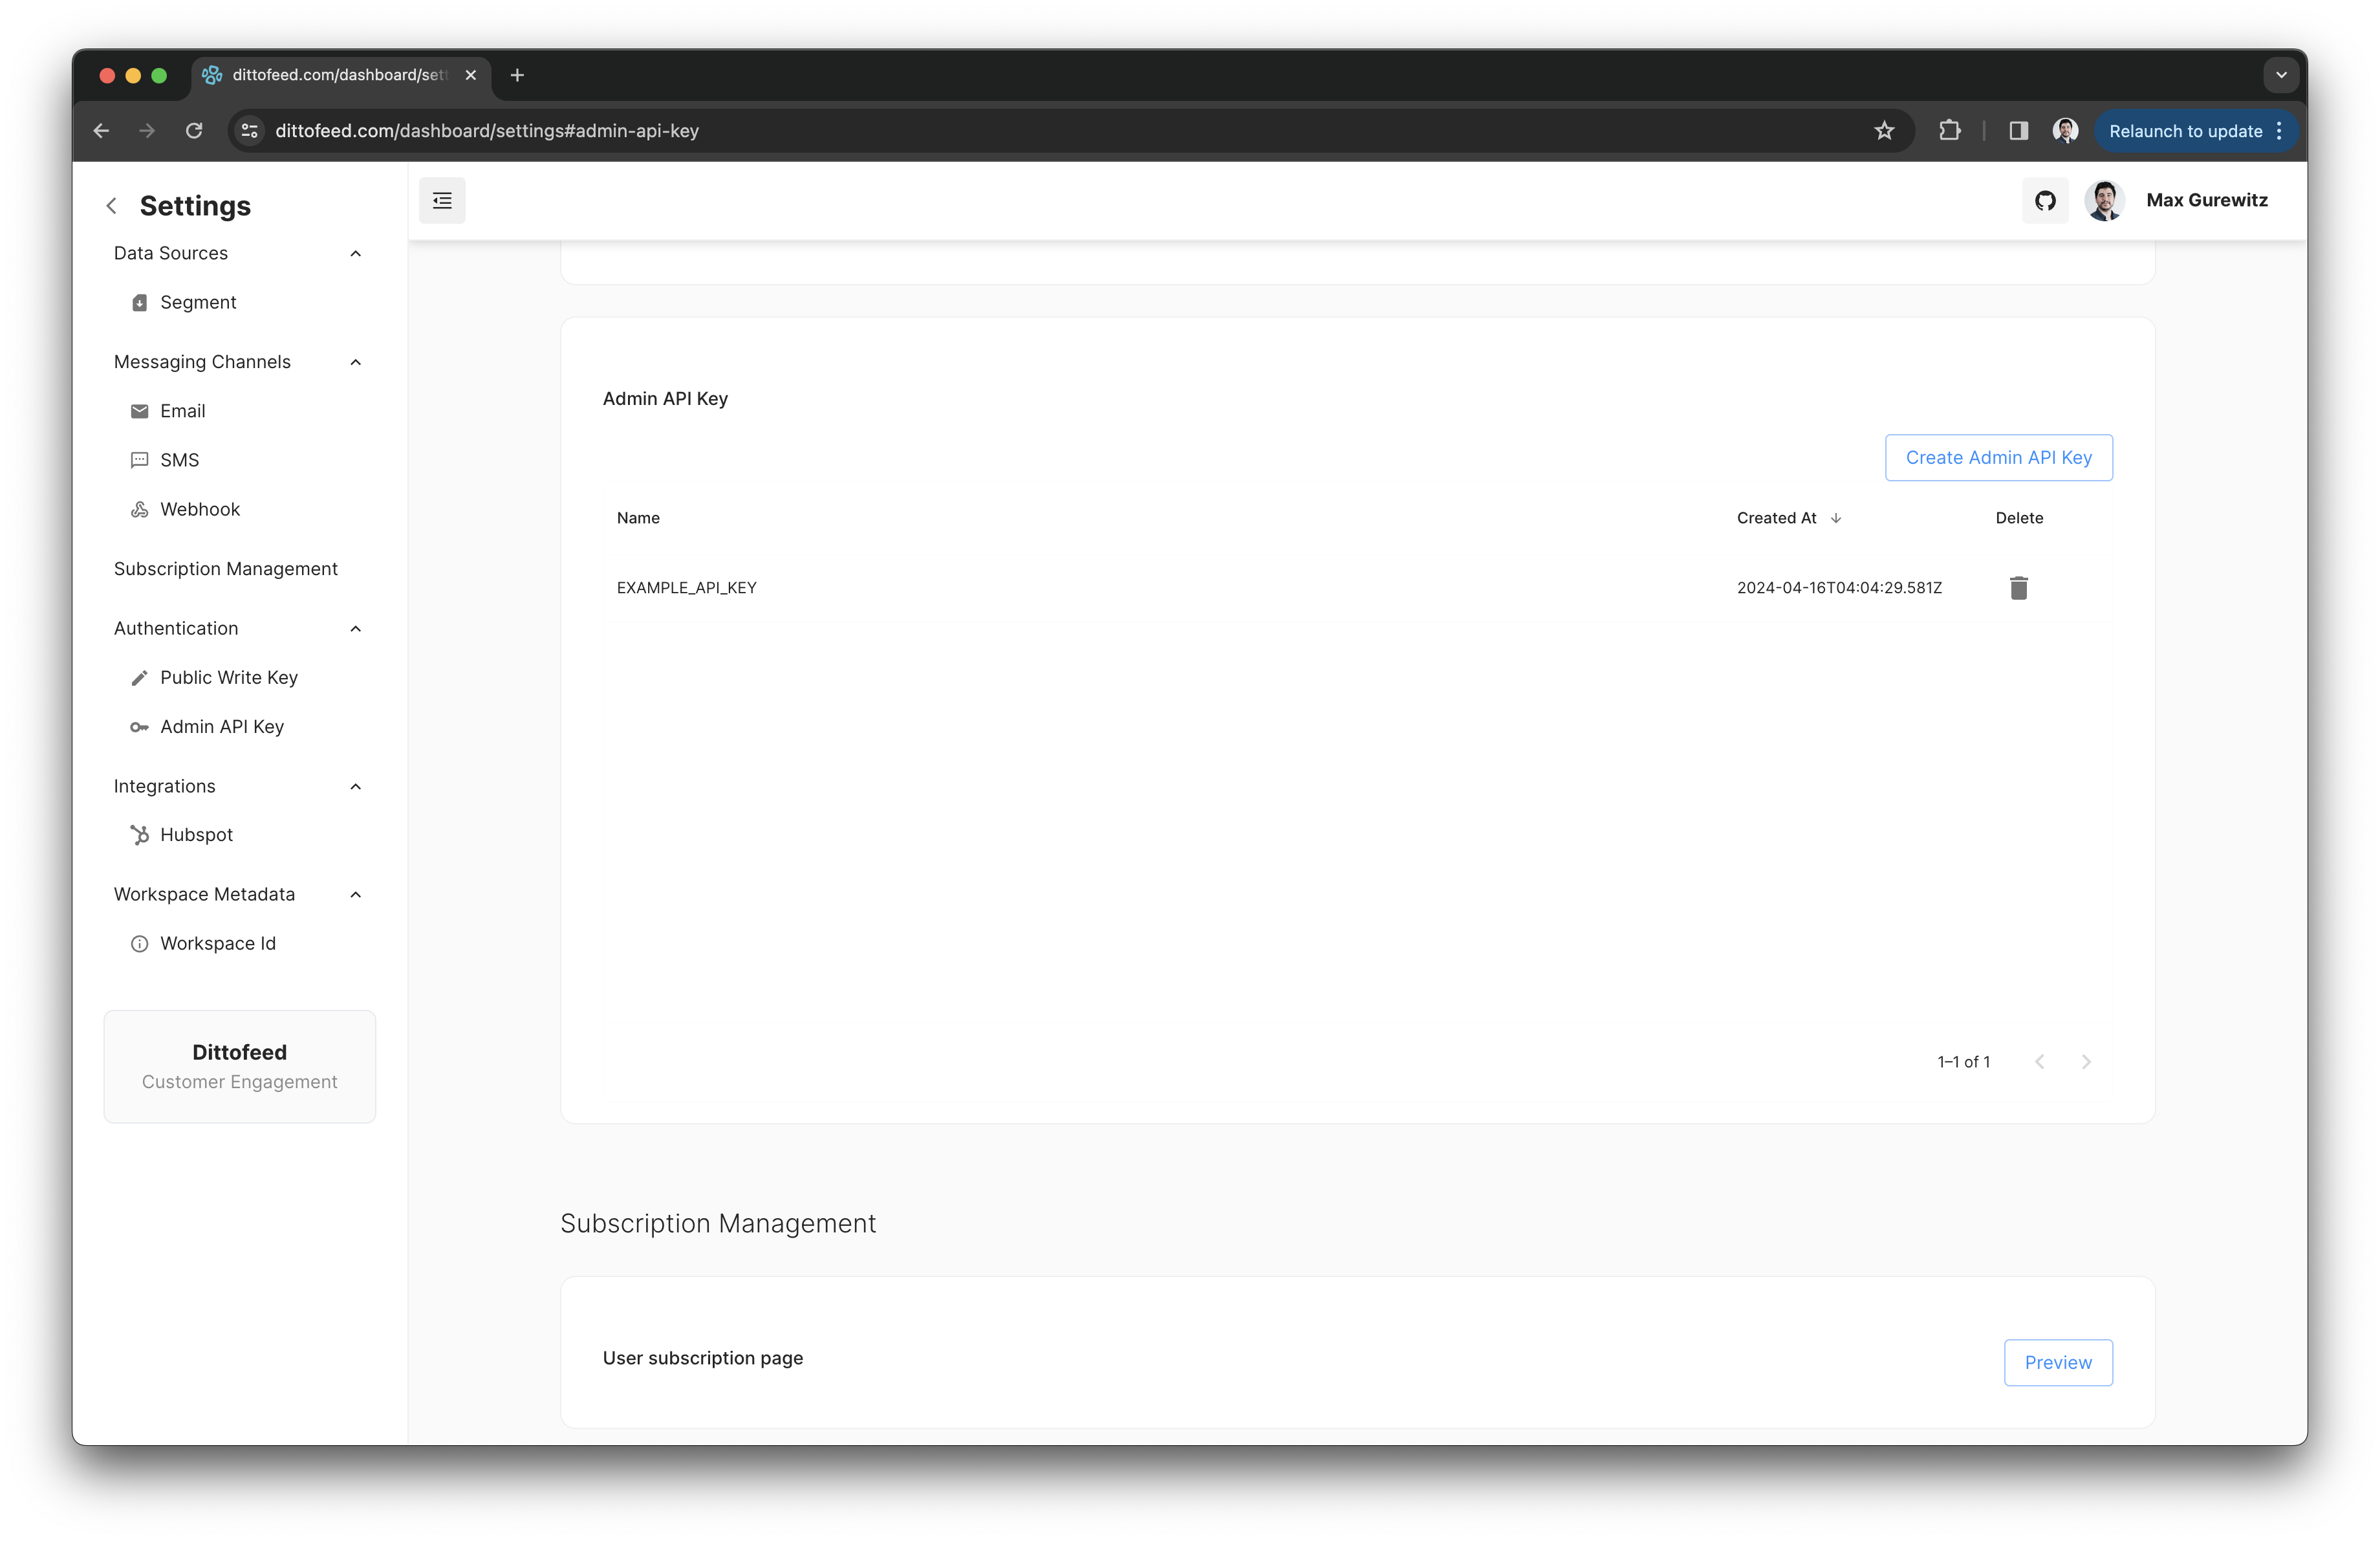 dittofeed.com/dashboard/sett
dittofeed.com/dashboard/settings#admin-api-key
Relaunch to update
Settings
Max Gurewitz
Data Sources
Segment
Messaging Channels
Email
SMS
Webhook
Subscription Management
Authentication
Public Write Key
Admin API Key
Integrations
Hubspot
Workspace Metadata
Workspace Id
Dittofeed
Customer Engagement
Admin API Key
Create Admin API Key
Name Created At Delete
EXAMPLE_API_KEY 2024-04-16T04:04:29.581Z
1–1 of 1
Subscription Management
User subscription page
Preview